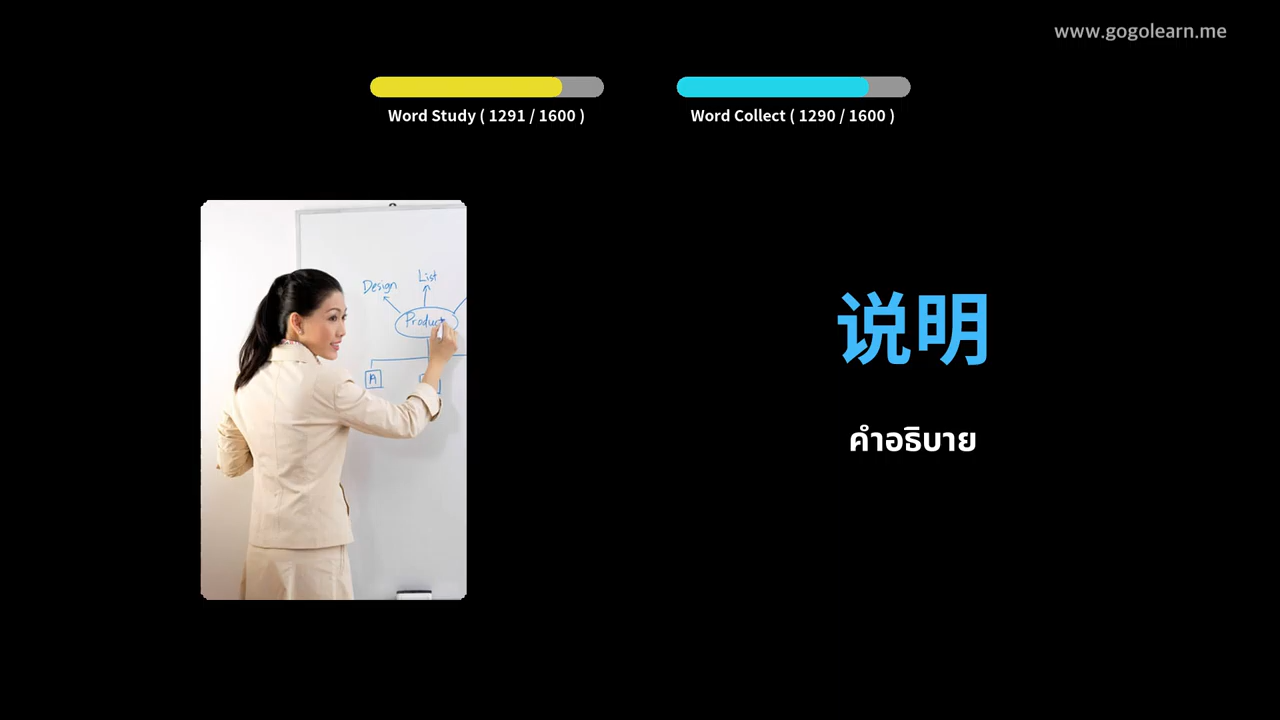 www.gogolearn.me
Word Study ( 1291 / 1600 )
Word Collect ( 1290 / 1600 )
List
Design
Product
A
说明
คำอธิบาย